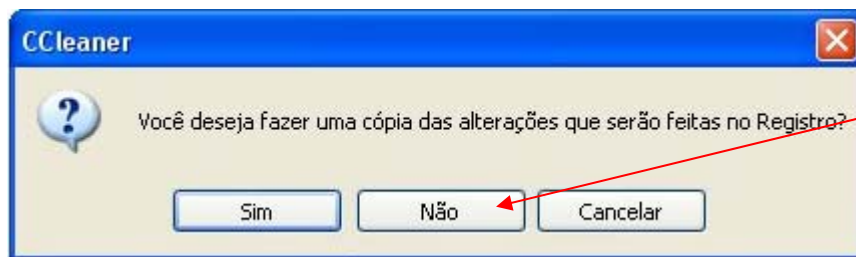 CCleaner
Você deseja fazer uma cópia das alterações que serão feitas no Registro?
Sim
Não
Cancelar